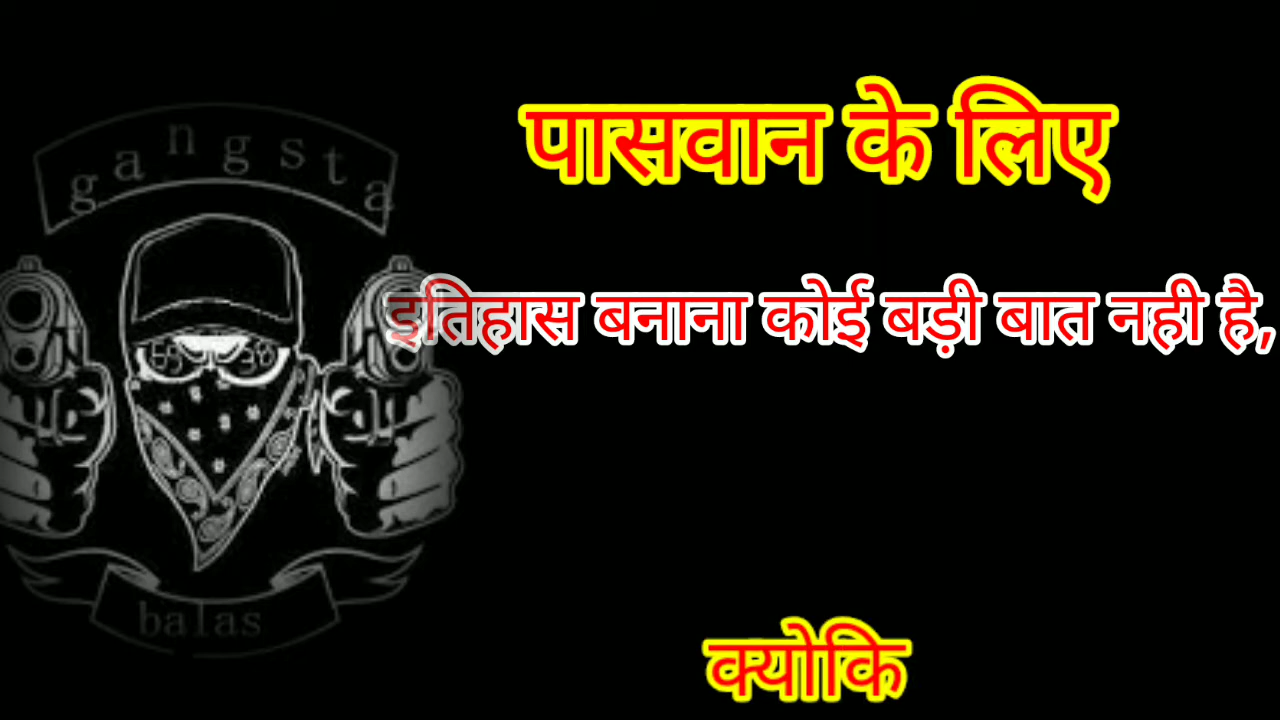 gangsta
पासवान के लिए
इतिहास बनाना कोई बड़ी बात नही है,
balas
क्योकि